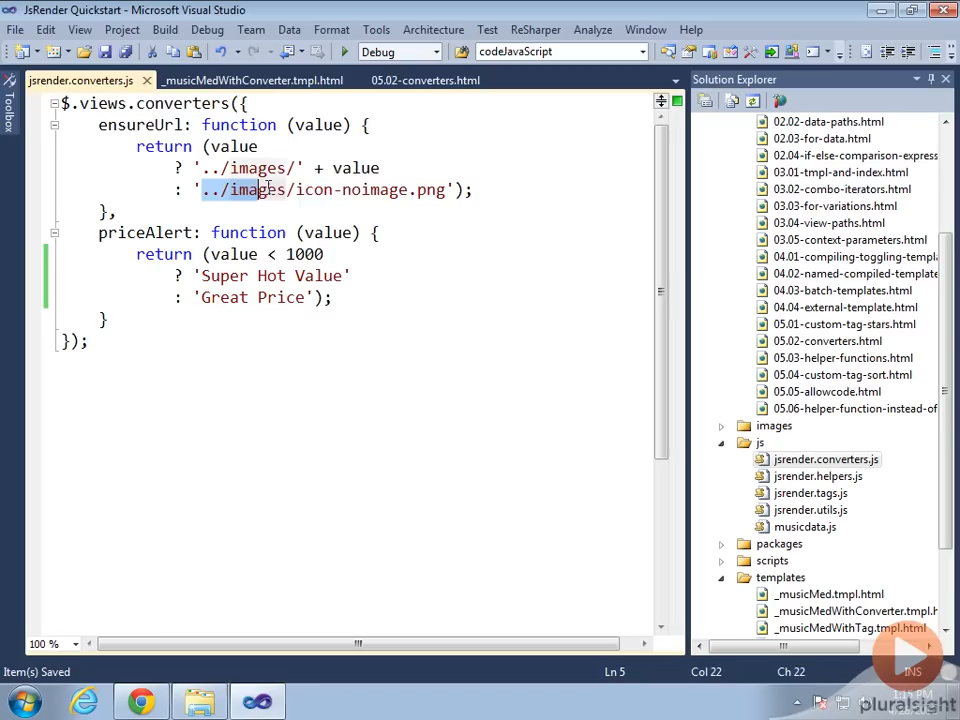 JsRender Quickstart - Microsoft Visual Studio
File Edit View Project Build Debug Team Data Format Tools Architecture Test ReSharper Analyze Window Help
Debug codeJavaScript
jsrender.converters.js _musicMedWithConverter.tmpl.html 05.02-converters.html
$.views.converters({
ensureUrl: function (value) {
return (value
? '../images/' + value
: '../images/icon-noimage.png');
},
priceAlert: function (value) {
return (value < 1000
? 'Super Hot Value'
: 'Great Price');
}
});
100 %
Toolbox
Solution Explorer
02.02-data-paths.html
02.03-for-data.html
02.04-if-else-comparison-express
03.01-tmpl-and-index.html
03.02-combo-iterators.html
03.03-for-variations.html
03.04-view-paths.html
03.05-context-parameters.html
04.01-compiling-toggling-templa
04.02-named-compiled-template
04.03-batch-templates.html
04.04-external-template.html
05.01-custom-tag-stars.html
05.02-converters.html
05.03-helper-functions.html
05.04-custom-tag-sort.html
05.05-allowcode.html
05.06-helper-function-instead-of
images
js
jsrender.converters.js
jsrender.helpers.js
jsrender.tags.js
jsrender.utils.js
musicdata.js
packages
scripts
templates
_musicMed.tmpl.html
_musicMedWithConverter.tmpl.h
_musicMedWithTag.tmpl.html
Item(s) Saved Ln 5 Col 22 Ch 22 INS
pluralsight